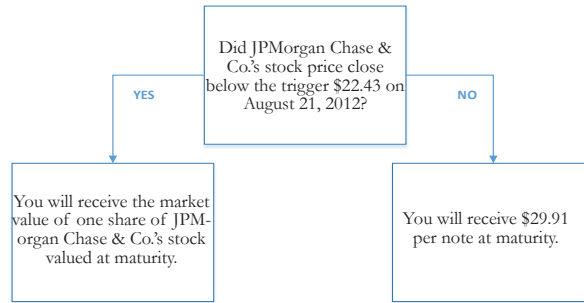 Did JPMorgan Chase &
Co.'s stock price close
below the trigger $22.43 on
August 21, 2012?
YES
NO
You will receive the market
value of one share of JPM-
organ Chase & Co.'s stock
valued at maturity.
You will receive $29.91
per note at maturity.